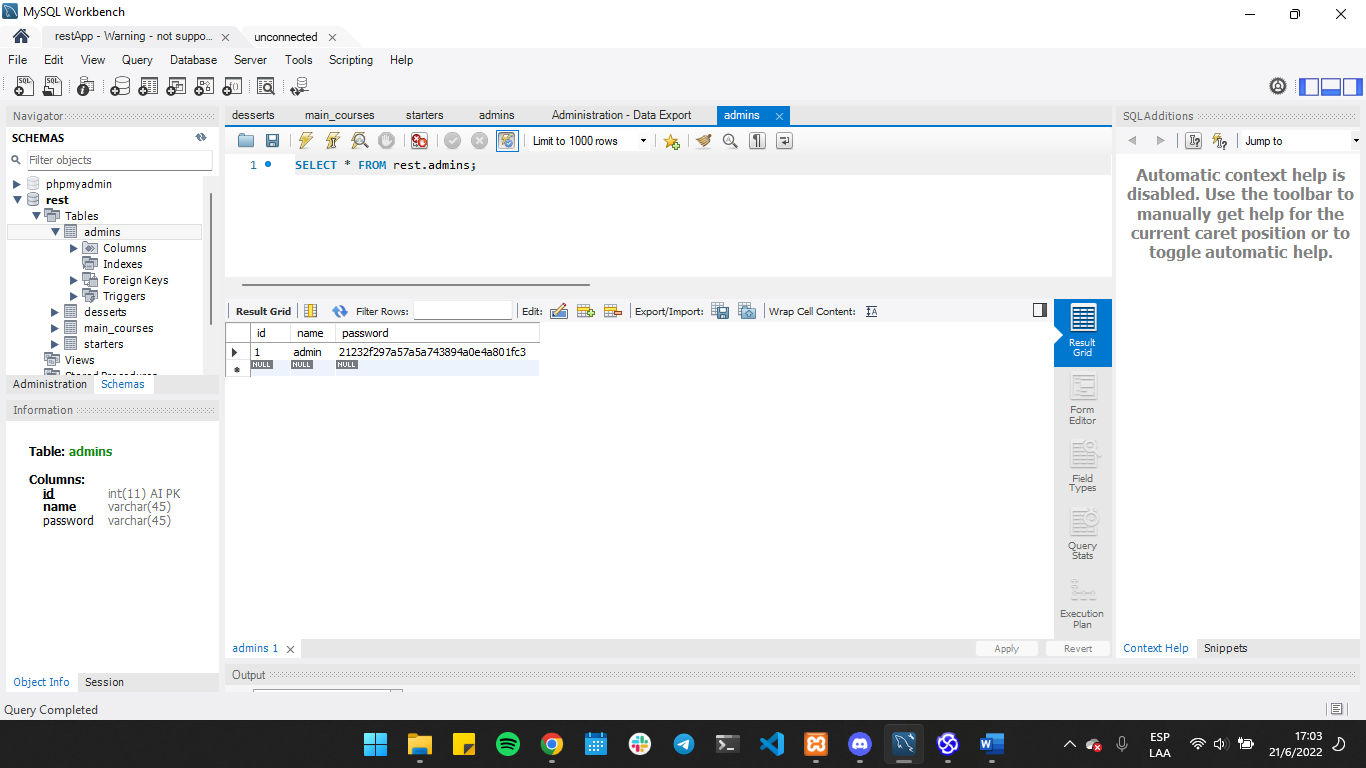 MySQL Workbench
restApp - Warning - not suppo...
unconnected
File Edit View Query Database Server Tools Scripting Help
Navigator
SCHEMAS
Filter objects
phpmyadmin
rest
Tables
admins
Columns
Indexes
Foreign Keys
Triggers
desserts
main_courses
starters
Views
Stored Procedures
Administration Schemas
Information
Table: admins
Columns:
id int(11) AI PK
name varchar(45)
password varchar(45)
Object Info Session
desserts main_courses starters admins Administration - Data Export admins
Limit to 1000 rows
1 SELECT * FROM rest.admins;
Result Grid Filter Rows: Edit: Export/Import: Wrap Cell Content:
id name password
1 admin 21232f297a57a5a743894a0e4a801fc3
NULL NULL NULL
Result
Grid
Form
Editor
Field
Types
Query
Stats
Execution
Plan
admins 1
Apply Revert
Output
SQLAdditions
Jump to
Automatic context help is
disabled. Use the toolbar to
manually get help for the
current caret position or to
toggle automatic help.
Context Help Snippets
Query Completed
ESP
LAA
17:03
21/6/2022